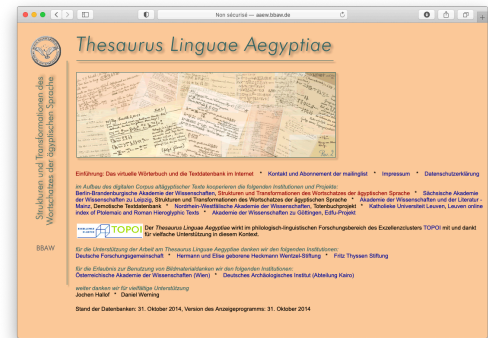 Non sécurisé — aaew.bbaw.de
Thesaurus Linguae Aegyptiae
Strukturen und Transformationen des
Wortschatzes der ägyptischen Sprache
BBAW
Einführung: Das virtuelle Wörterbuch und die Textdatenbank im Internet * Kontakt und Abonnement der mailinglist * Impressum * Datenschutzerklärung
im Aufbau des digitalen Corpus altägyptischer Texte kooperieren die folgenden Institutionen und Projekte:
Berlin-Brandenburgische Akademie der Wissenschaften, Strukturen und Transformationen des Wortschatzes der ägyptischen Sprache * Sächsische Akademie
der Wissenschaften zu Leipzig, Strukturen und Transformationen des Wortschatzes der ägyptischen Sprache * Akademie der Wissenschaften und der Literatur -
Mainz, Demotische Textdatenbank * Nordrhein-Westfälische Akademie der Wissenschaften, Totenbuchprojekt * Katholieke Universiteit Leuven, Leuven online
index of Ptolemaic and Roman Hieroglyphic Texts * Akademie der Wissenschaften zu Göttingen, Edfu-Projekt
TOPOI
Der Thesaurus Linguae Aegyptiae wirkt im philologisch-linguistischen Forschungsbereich des Exzellenzclusters TOPOI mit und dankt
für vielfache Unterstützung in diesem Kontext.
für die Unterstützung der Arbeit am Thesaurus Linguae Aegyptiae danken wir den folgenden Institutionen:
Deutsche Forschungsgemeinschaft * Hermann und Elise geborene Heckmann Wentzel-Stiftung * Fritz Thyssen Stiftung
für die Erlaubnis zur Benutzung von Bildmaterial danken wir den folgenden Institutionen:
Österreichische Akademie der Wissenschaften (Wien) * Deutsches Archäologisches Institut (Abteilung Kairo)
weiter danken wir für vielfältige Unterstützung
Jochen Hallof * Daniel Werning
Stand der Datenbanken: 31. Oktober 2014, Version des Anzeigeprogramms: 31. Oktober 2014